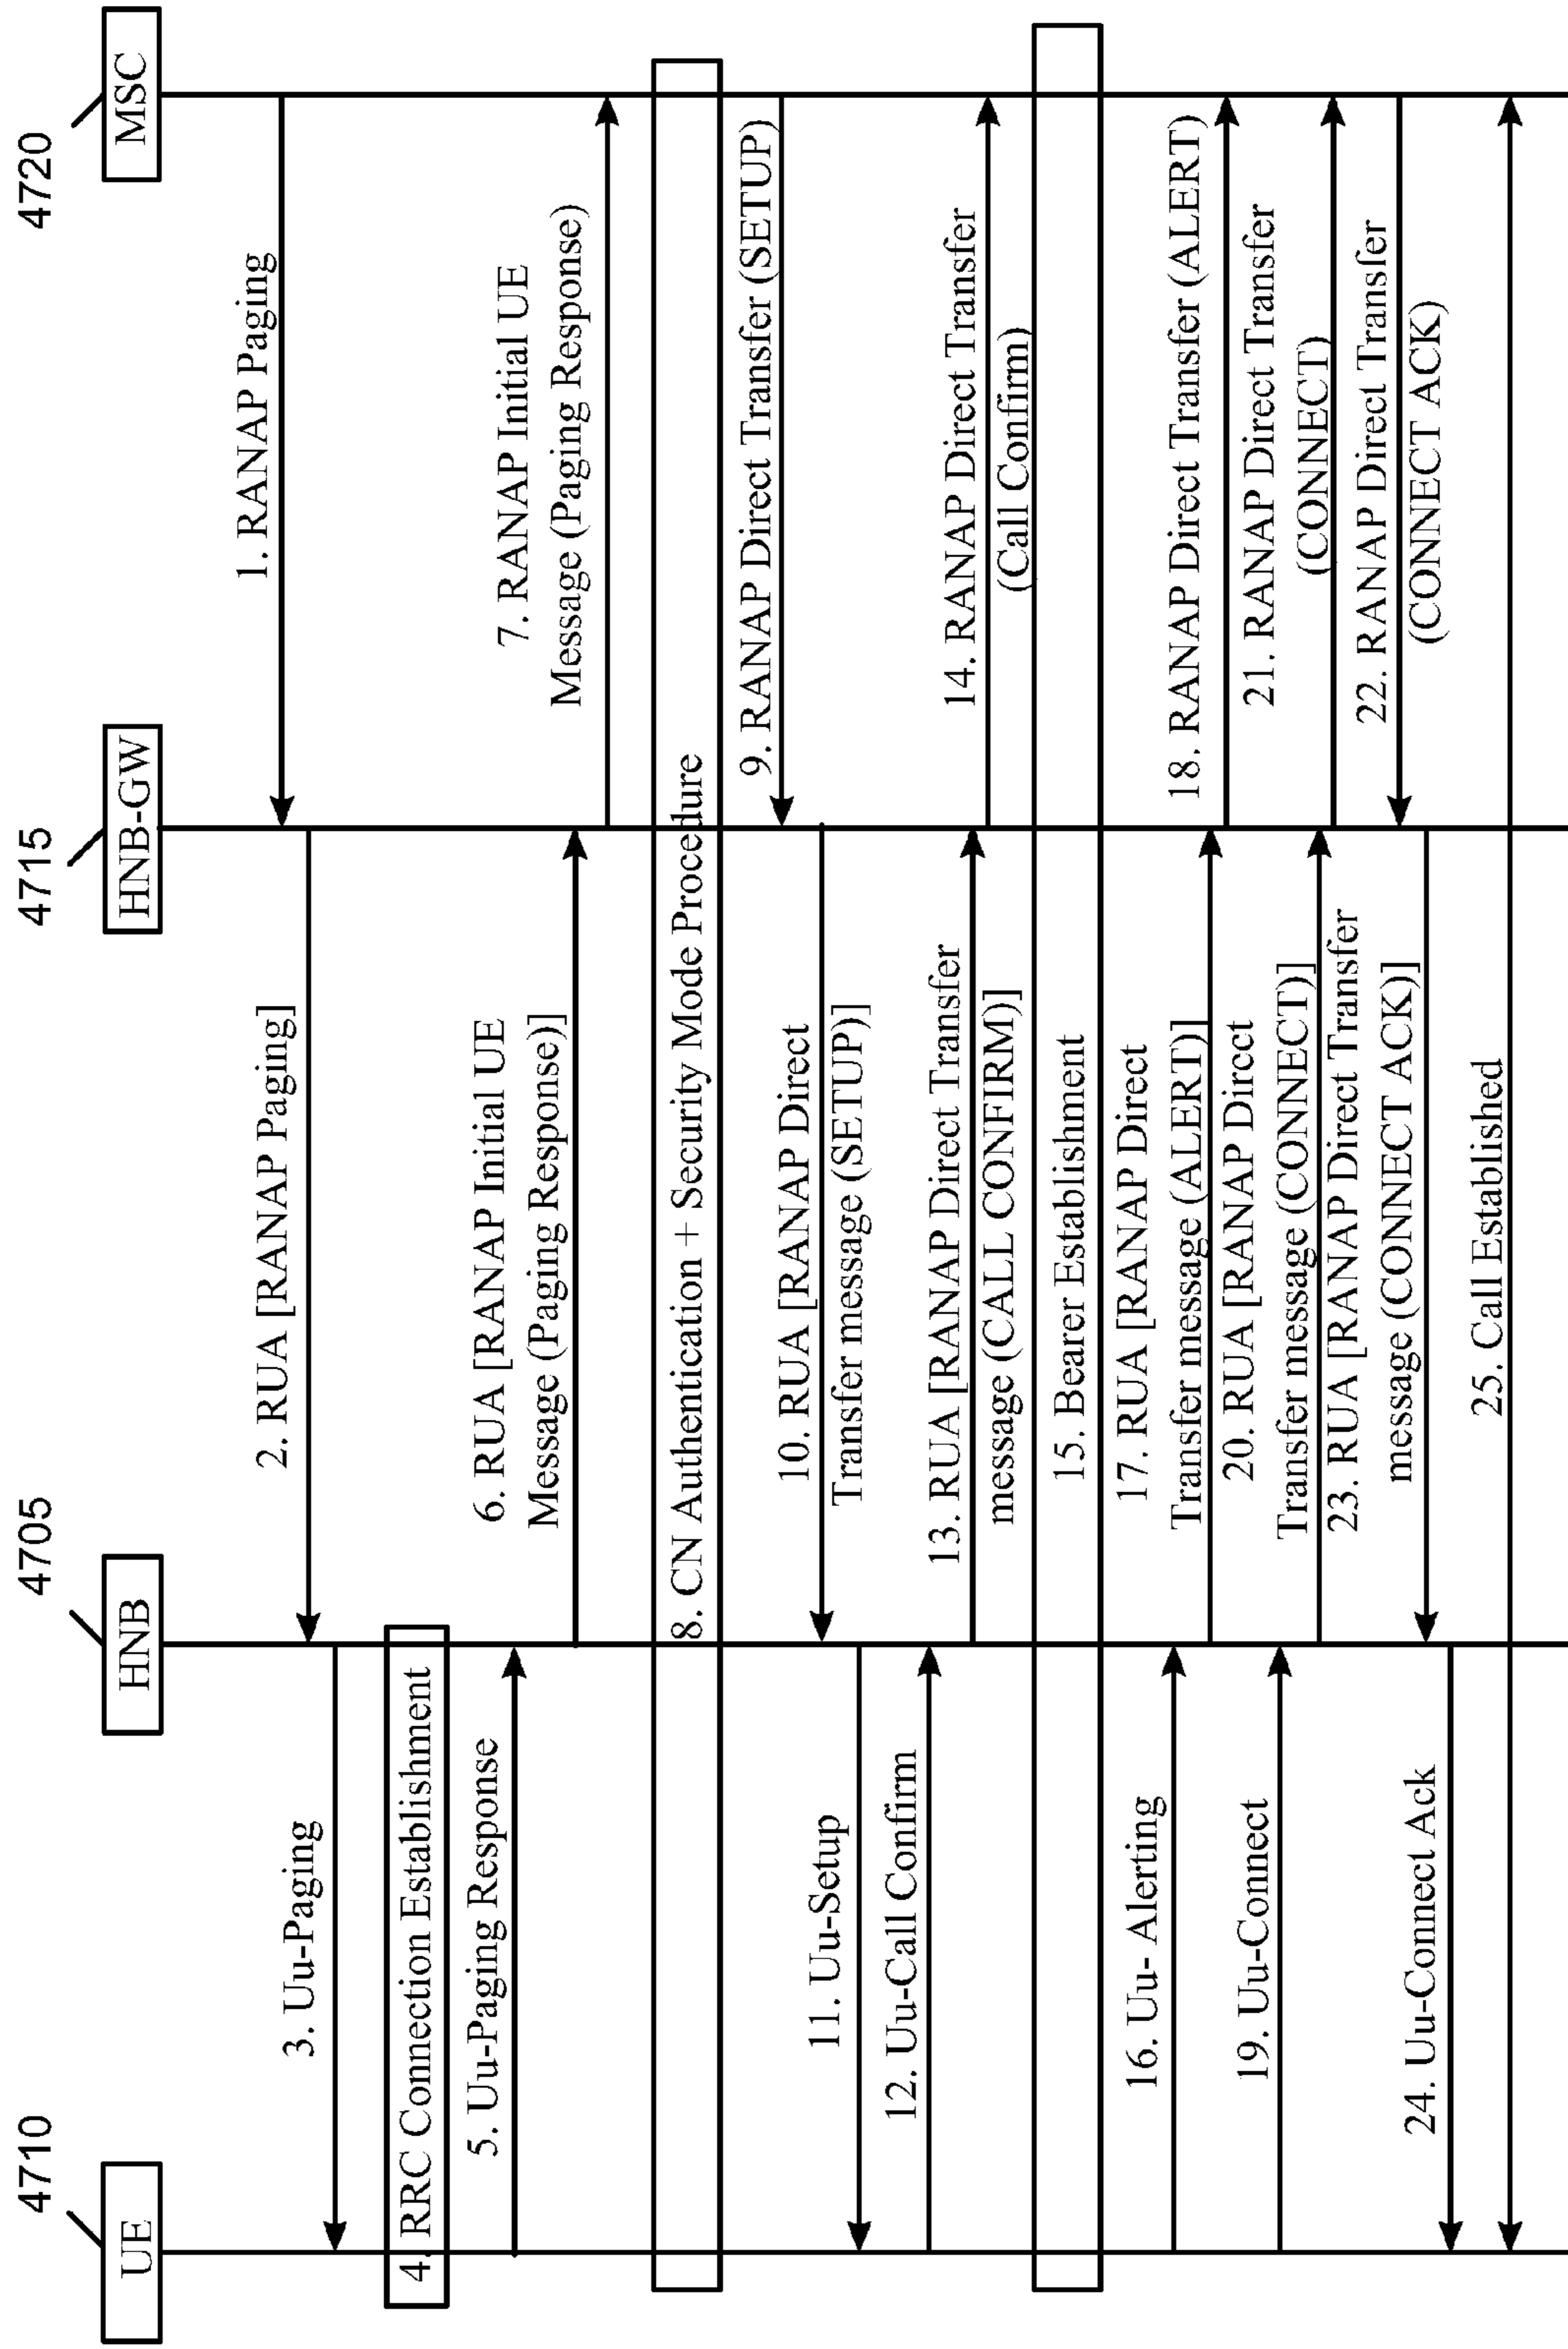 4710
4705
4715
4720
UE
HNB
HNB-GW
MSC
1. RANAP Paging
2. RUA [RANAP Paging]
3. Uu-Paging
4. RRC Connection Establishment
5. Uu-Paging Response
6. RUA [RANAP Initial UE
Message (Paging Response)]
7. RANAP Initial UE
Message (Paging Response)
8. CN Authentication + Security Mode Procedure
9. RANAP Direct Transfer (SETUP)
10. RUA [RANAP Direct
Transfer message (SETUP)]
11. Uu-Setup
12. Uu-Call Confirm
13. RUA [RANAP Direct Transfer
message (CALL CONFIRM)]
14. RANAP Direct Transfer
(Call Confirm)
15. Bearer Establishment
16. Uu- Alerting
17. RUA [RANAP Direct
Transfer message (ALERT)]
18. RANAP Direct Transfer (ALERT)
19. Uu-Connect
20. RUA [RANAP Direct
Transfer message (CONNECT)]
21. RANAP Direct Transfer
(CONNECT)
22. RANAP Direct Transfer
(CONNECT ACK)
23. RUA [RANAP Direct Transfer
message (CONNECT ACK)]
24. Uu-Connect Ack
25. Call Established